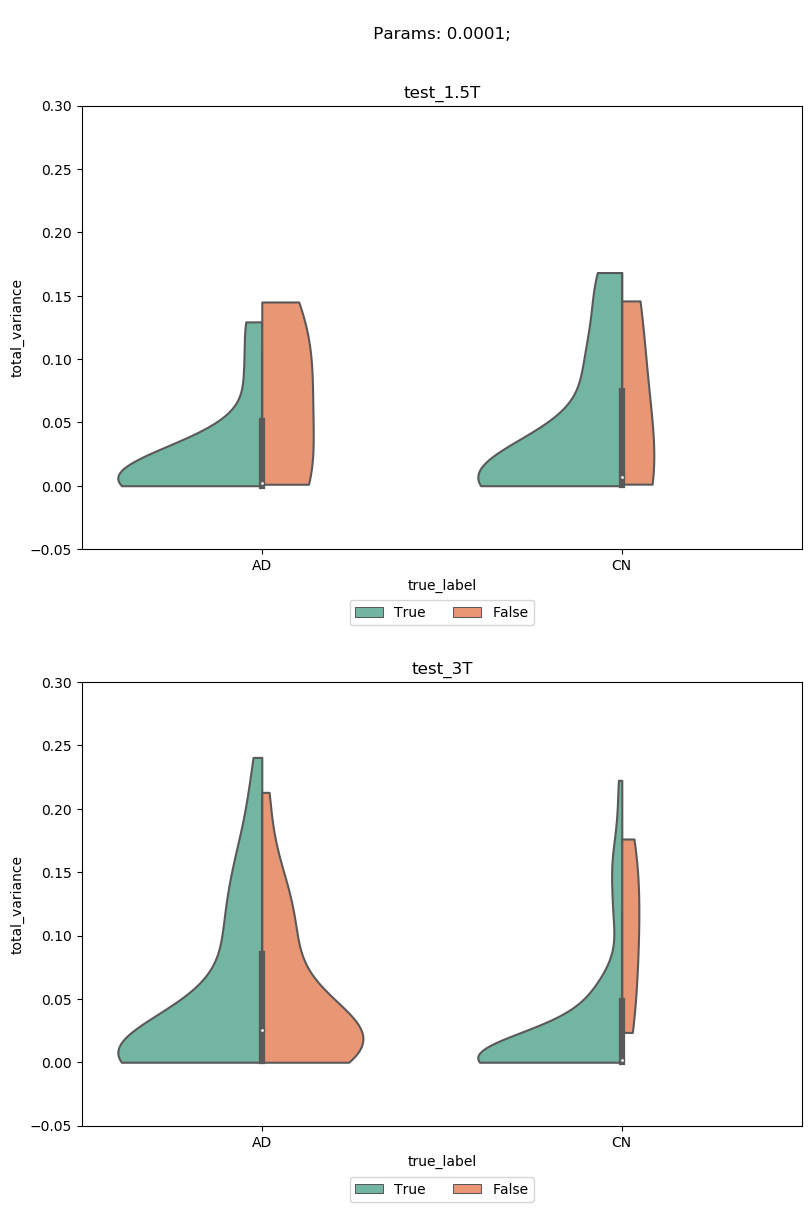 Params: 0.0001;
test_1.5T
0.30
0.25
0.20
0.15
0.10
0.05
0.00
−0.05
total_variance
AD CN
true_label
True False
test_3T
0.30
0.25
0.20
0.15
0.10
0.05
0.00
−0.05
total_variance
AD CN
true_label
True False